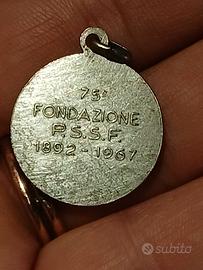 75°
FONDAZIONE
P.S.S.F.
1892-1967
subito